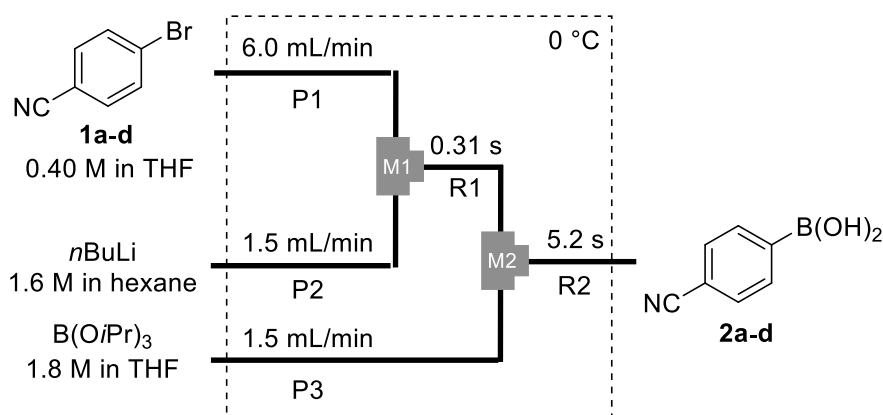 Br
NC
1a-d
0.40 M in THF
6.0 mL/min
P1
0 °C
M1
0.31 s
R1
nBuLi
1.6 M in hexane
1.5 mL/min
P2
M2
5.2 s
R2
B(OiPr)3
1.8 M in THF
1.5 mL/min
P3
B(OH)2
NC
2a-d